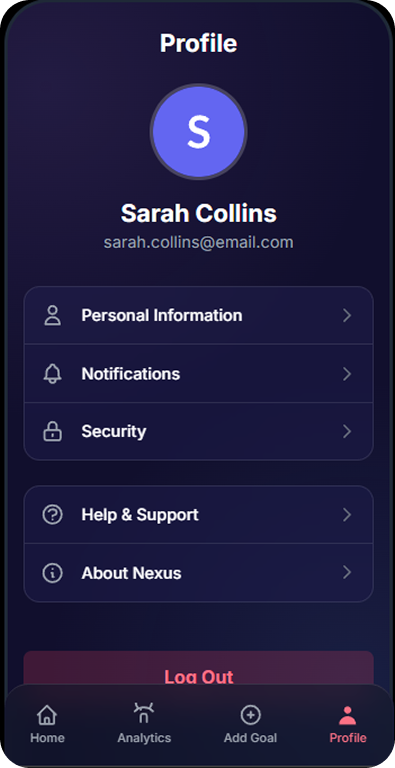 Profile
S
Sarah Collins
sarah.collins@email.com
Personal Information
Notifications
Security
Help & Support
About Nexus
Log Out
Home
Analytics
Add Goal
Profile